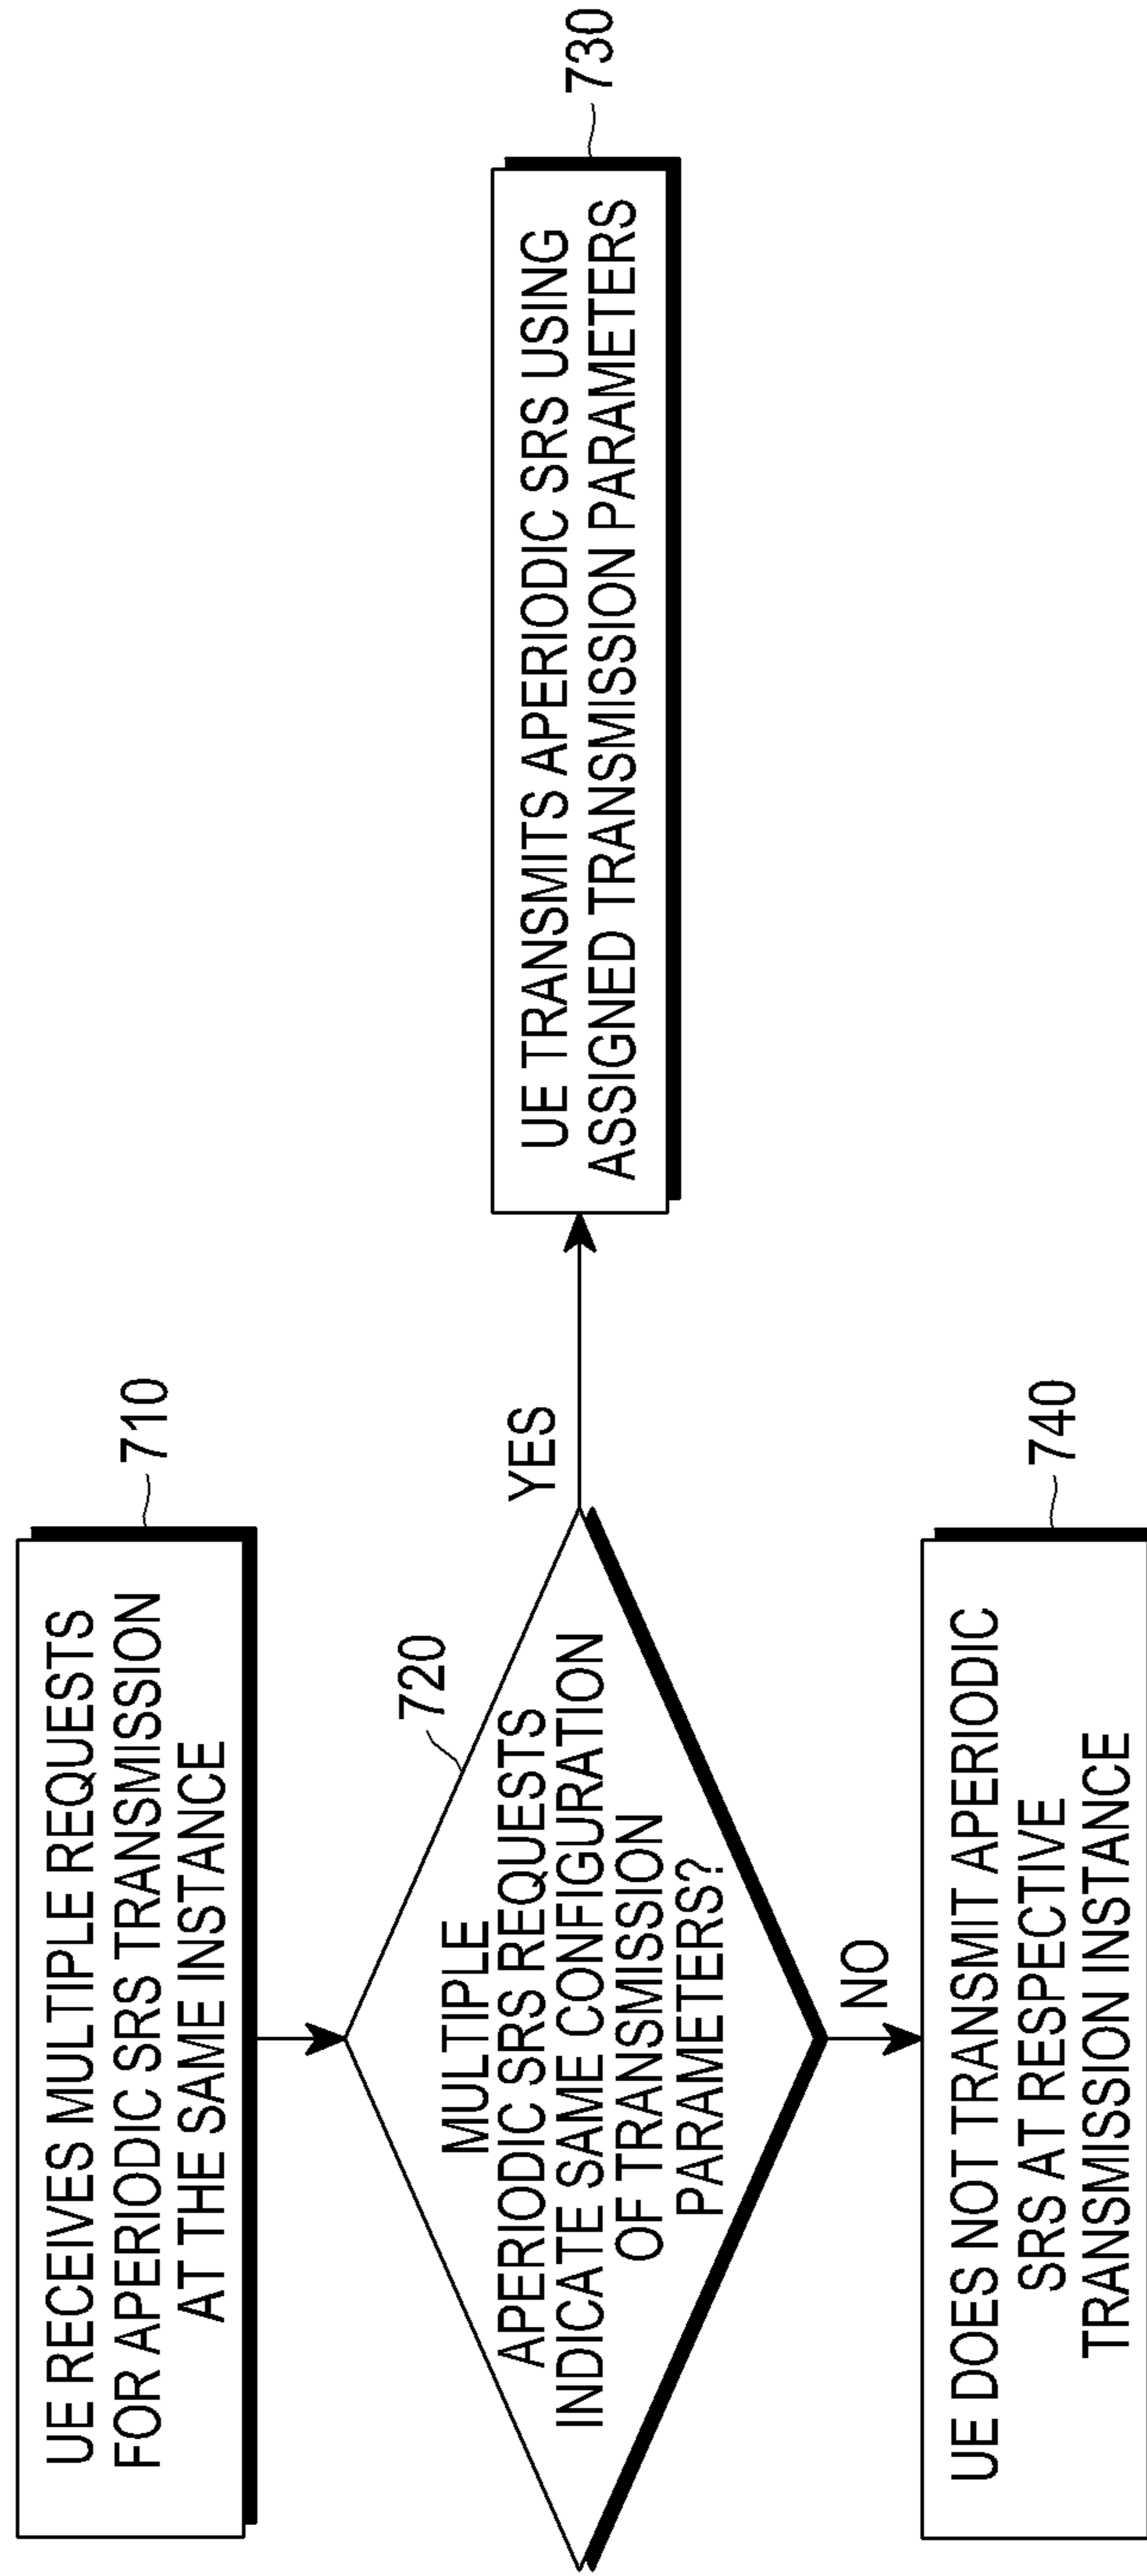 UE RECEIVES MULTIPLE REQUESTS
FOR APERIODIC SRS TRANSMISSION
AT THE SAME INSTANCE
710
720
MULTIPLE
APERIODIC SRS REQUESTS
INDICATE SAME CONFIGURATION
OF TRANSMISSION
PARAMETERS?
YES
UE TRANSMITS APERIODIC SRS USING
ASSIGNED TRANSMISSION PARAMETERS
730
NO
UE DOES NOT TRANSMIT APERIODIC
SRS AT RESPECTIVE
TRANSMISSION INSTANCE
740